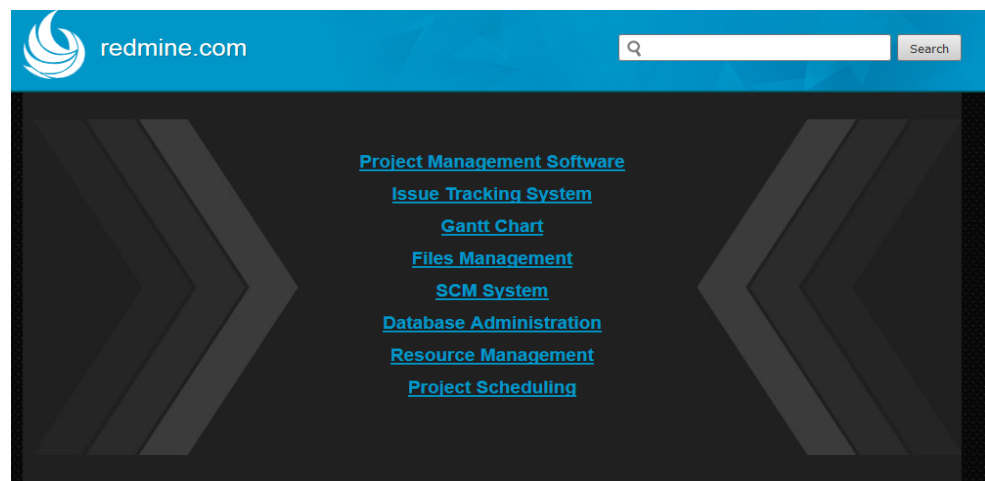 redmine.com
Search
Project Management Software
Issue Tracking System
Gantt Chart
Files Management
SCM System
Database Administration
Resource Management
Project Scheduling